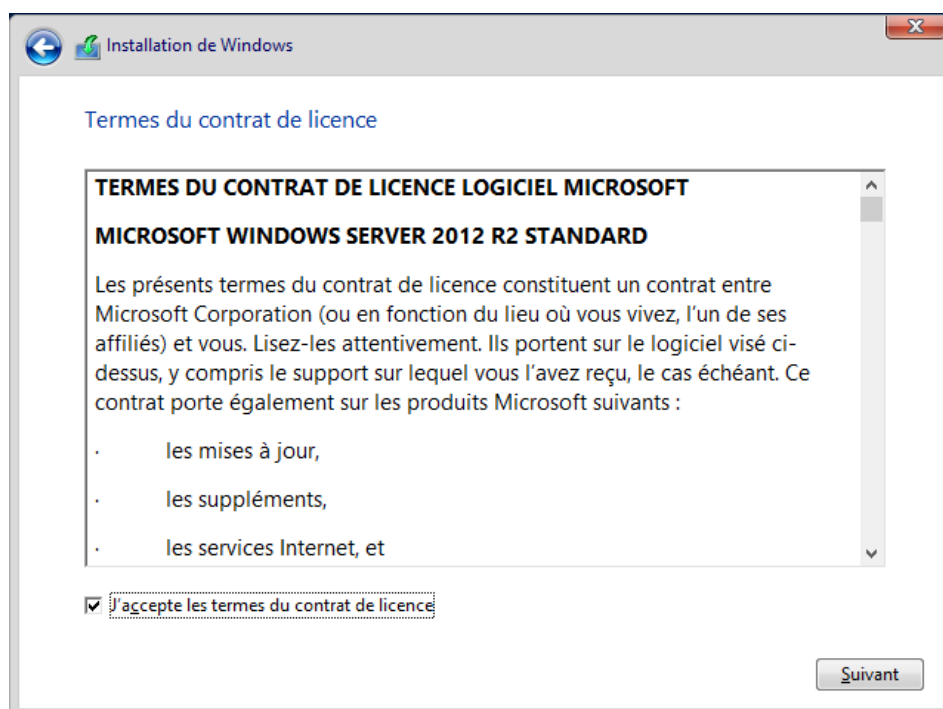 Installation de Windows
Termes du contrat de licence
TERMES DU CONTRAT DE LICENCE LOGICIEL MICROSOFT
MICROSOFT WINDOWS SERVER 2012 R2 STANDARD
Les présents termes du contrat de licence constituent un contrat entre
Microsoft Corporation (ou en fonction du lieu où vous vivez, l’un de ses
affiliés) et vous. Lisez-les attentivement. Ils portent sur le logiciel visé ci-
dessus, y compris le support sur lequel vous l’avez reçu, le cas échéant. Ce
contrat porte également sur les produits Microsoft suivants :
· les mises à jour,
· les suppléments,
· les services Internet, et
J'accepte les termes du contrat de licence
Suivant